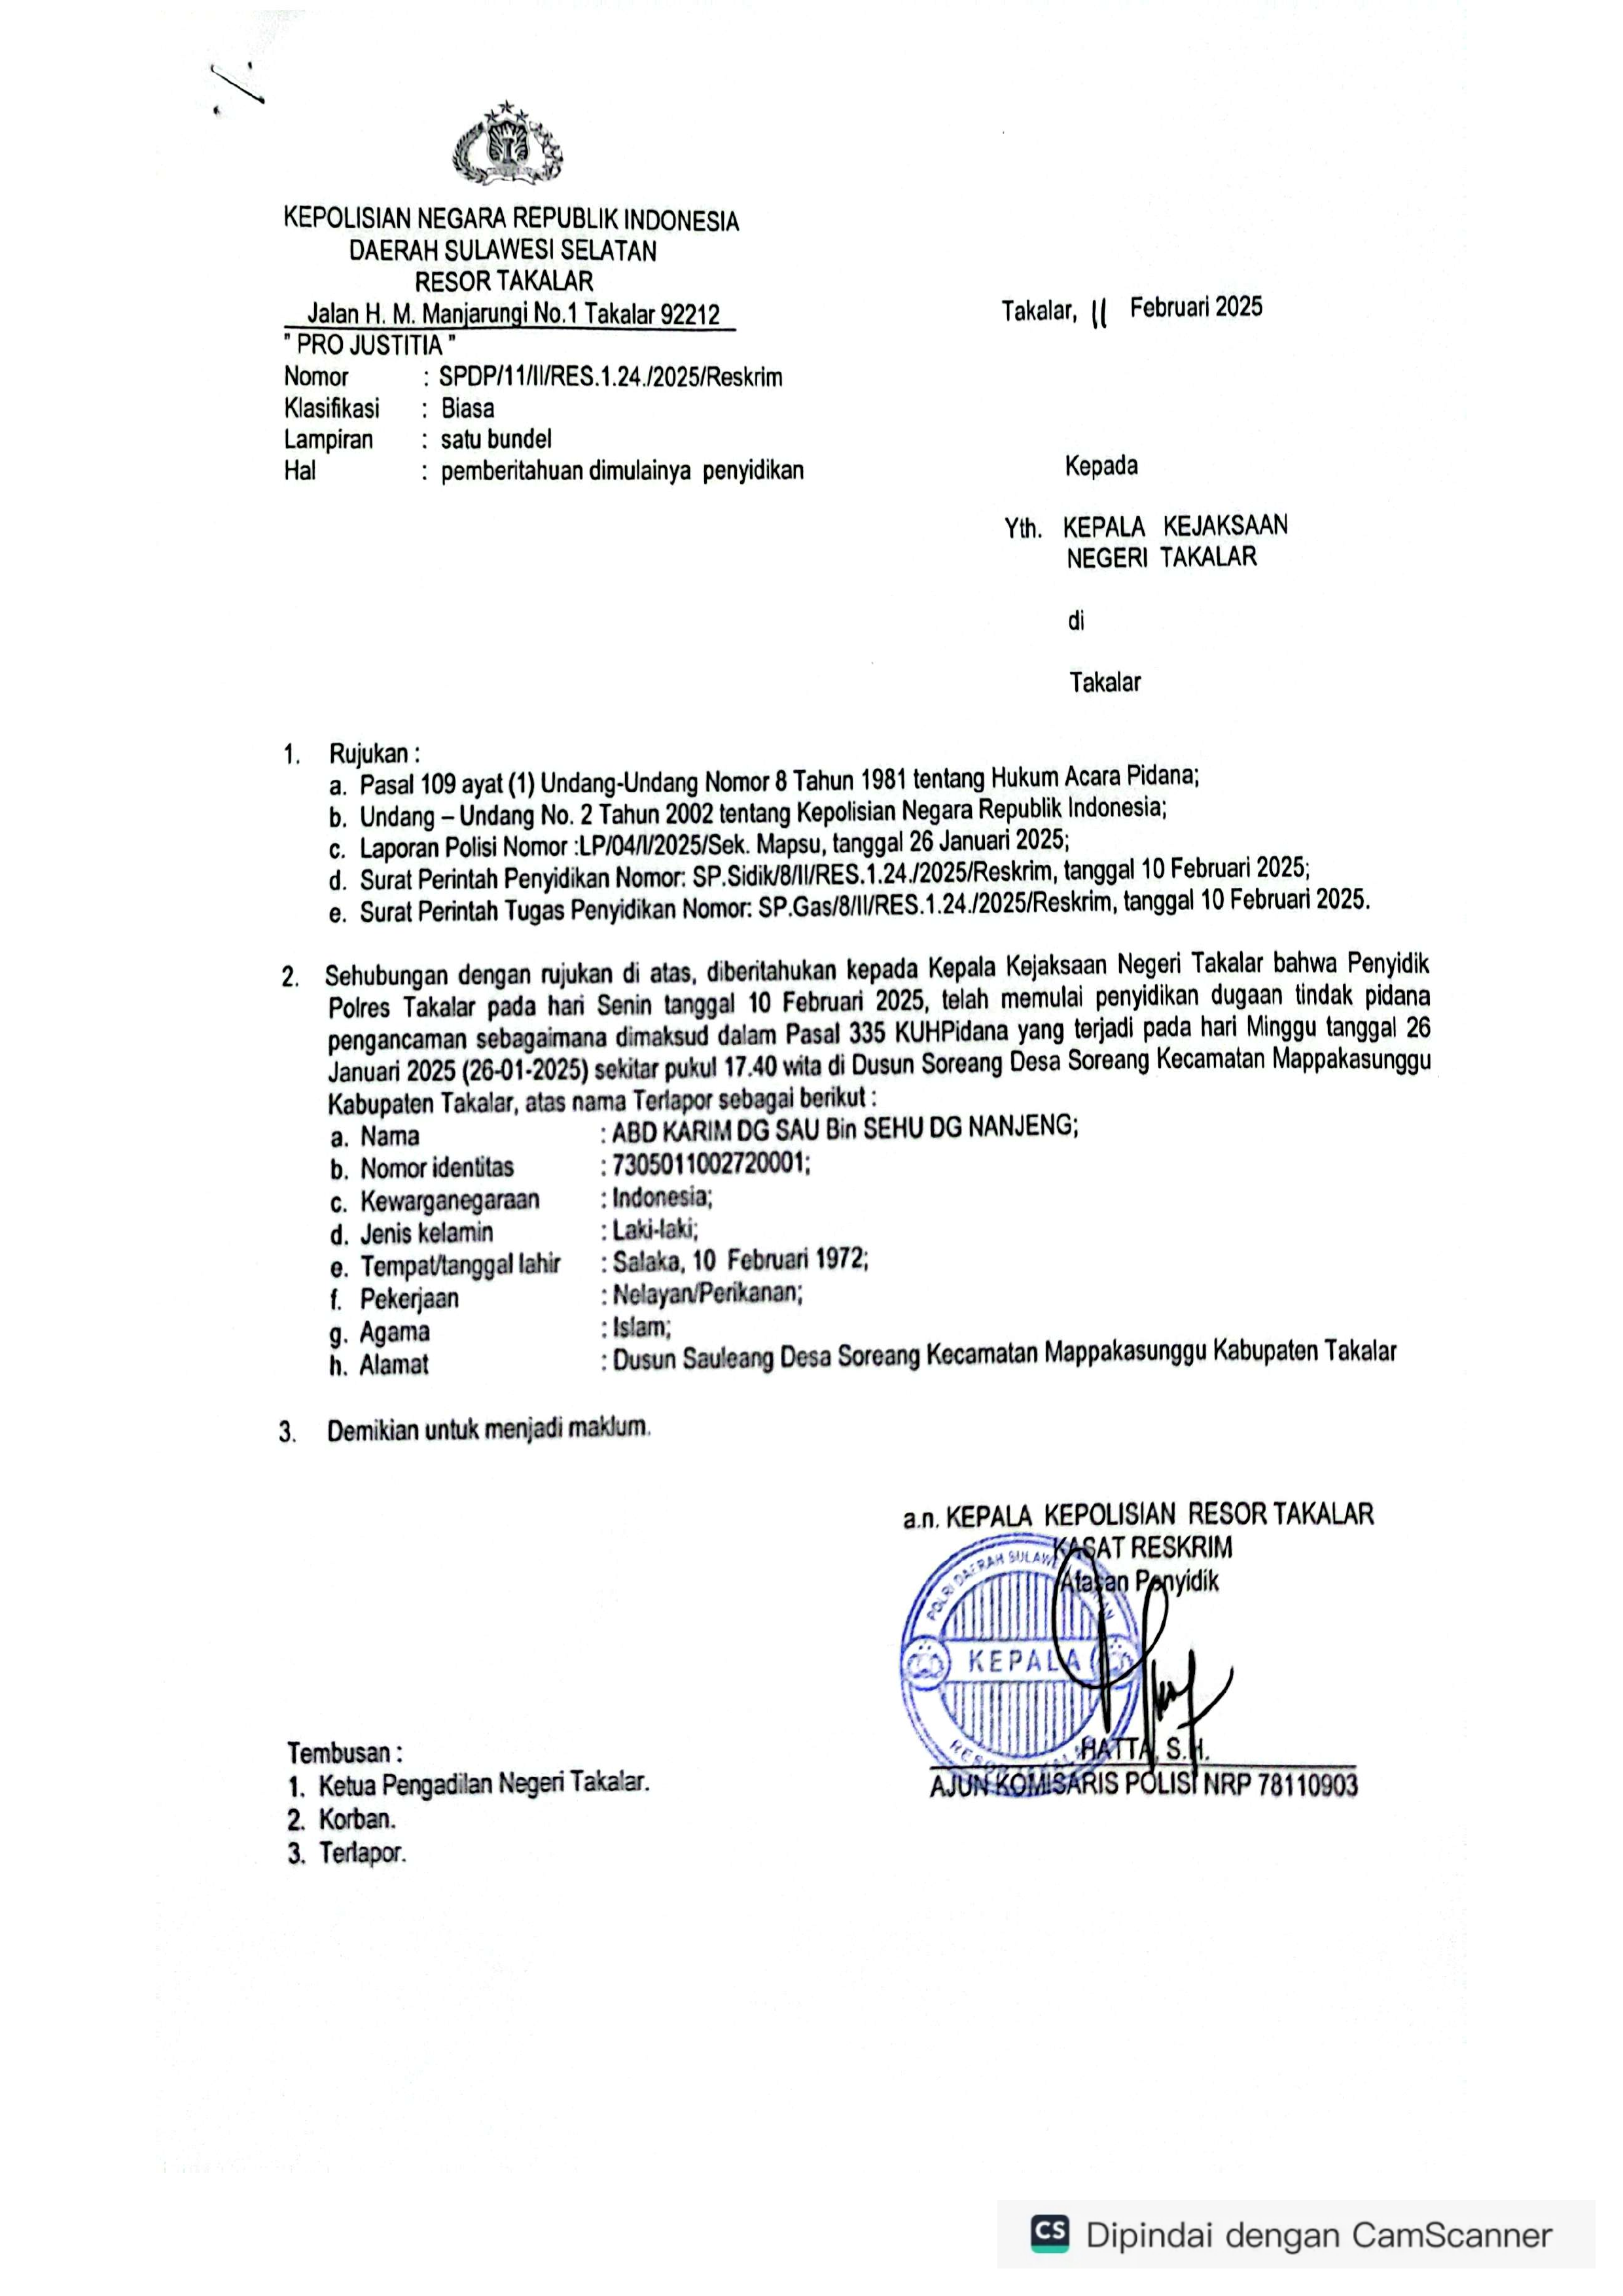 KEPOLISIAN NEGARA REPUBLIK INDONESIA
DAERAH SULAWESI SELATAN
RESOR TAKALAR
Jalan H. M. Manjarungi No.1 Takalar 92212
Takalar, 11 Februari 2025
" PRO JUSTITIA "
Nomor : SPDP/11/II/RES.1.24./2025/Reskrim
Klasifikasi : Biasa
Lampiran : satu bundel
Hal : pemberitahuan dimulainya penyidikan
Kepada
Yth. KEPALA KEJAKSAAN
NEGERI TAKALAR
di
Takalar
1. Rujukan :
a. Pasal 109 ayat (1) Undang-Undang Nomor 8 Tahun 1981 tentang Hukum Acara Pidana;
b. Undang – Undang No. 2 Tahun 2002 tentang Kepolisian Negara Republik Indonesia;
c. Laporan Polisi Nomor :LP/04/I/2025/Sek. Mapsu, tanggal 26 Januari 2025;
d. Surat Perintah Penyidikan Nomor: SP.Sidik/8/II/RES.1.24./2025/Reskrim, tanggal 10 Februari 2025;
e. Surat Perintah Tugas Penyidikan Nomor: SP.Gas/8/II/RES.1.24./2025/Reskrim, tanggal 10 Februari 2025.
2. Sehubungan dengan rujukan di atas, diberitahukan kepada Kepala Kejaksaan Negeri Takalar bahwa Penyidik
Polres Takalar pada hari Senin tanggal 10 Februari 2025, telah memulai penyidikan dugaan tindak pidana
pengancaman sebagaimana dimaksud dalam Pasal 335 KUHPidana yang terjadi pada hari Minggu tanggal 26
Januari 2025 (26-01-2025) sekitar pukul 17.40 wita di Dusun Soreang Desa Soreang Kecamatan Mappakasunggu
Kabupaten Takalar, atas nama Terlapor sebagai berikut :
a. Nama : ABD KARIM DG SAU Bin SEHU DG NANJENG;
b. Nomor identitas : 7305011002720001;
c. Kewarganegaraan : Indonesia;
d. Jenis kelamin : Laki-laki;
e. Tempat/tanggal lahir : Salaka, 10 Februari 1972;
f. Pekerjaan : Nelayan/Perikanan;
g. Agama : Islam;
h. Alamat : Dusun Sauleang Desa Soreang Kecamatan Mappakasunggu Kabupaten Takalar
3. Demikian untuk menjadi maklum.
a.n. KEPALA KEPOLISIAN RESOR TAKALAR
KASAT RESKRIM
Atasan Penyidik
POLRI DAERAH SULAWESI SELATAN
KEPALA
RESOR TAKALAR
HATTA, S.H.
AJUN KOMISARIS POLISI NRP 78110903
Tembusan :
1. Ketua Pengadilan Negeri Takalar.
2. Korban.
3. Terlapor.
CS Dipindai dengan CamScanner